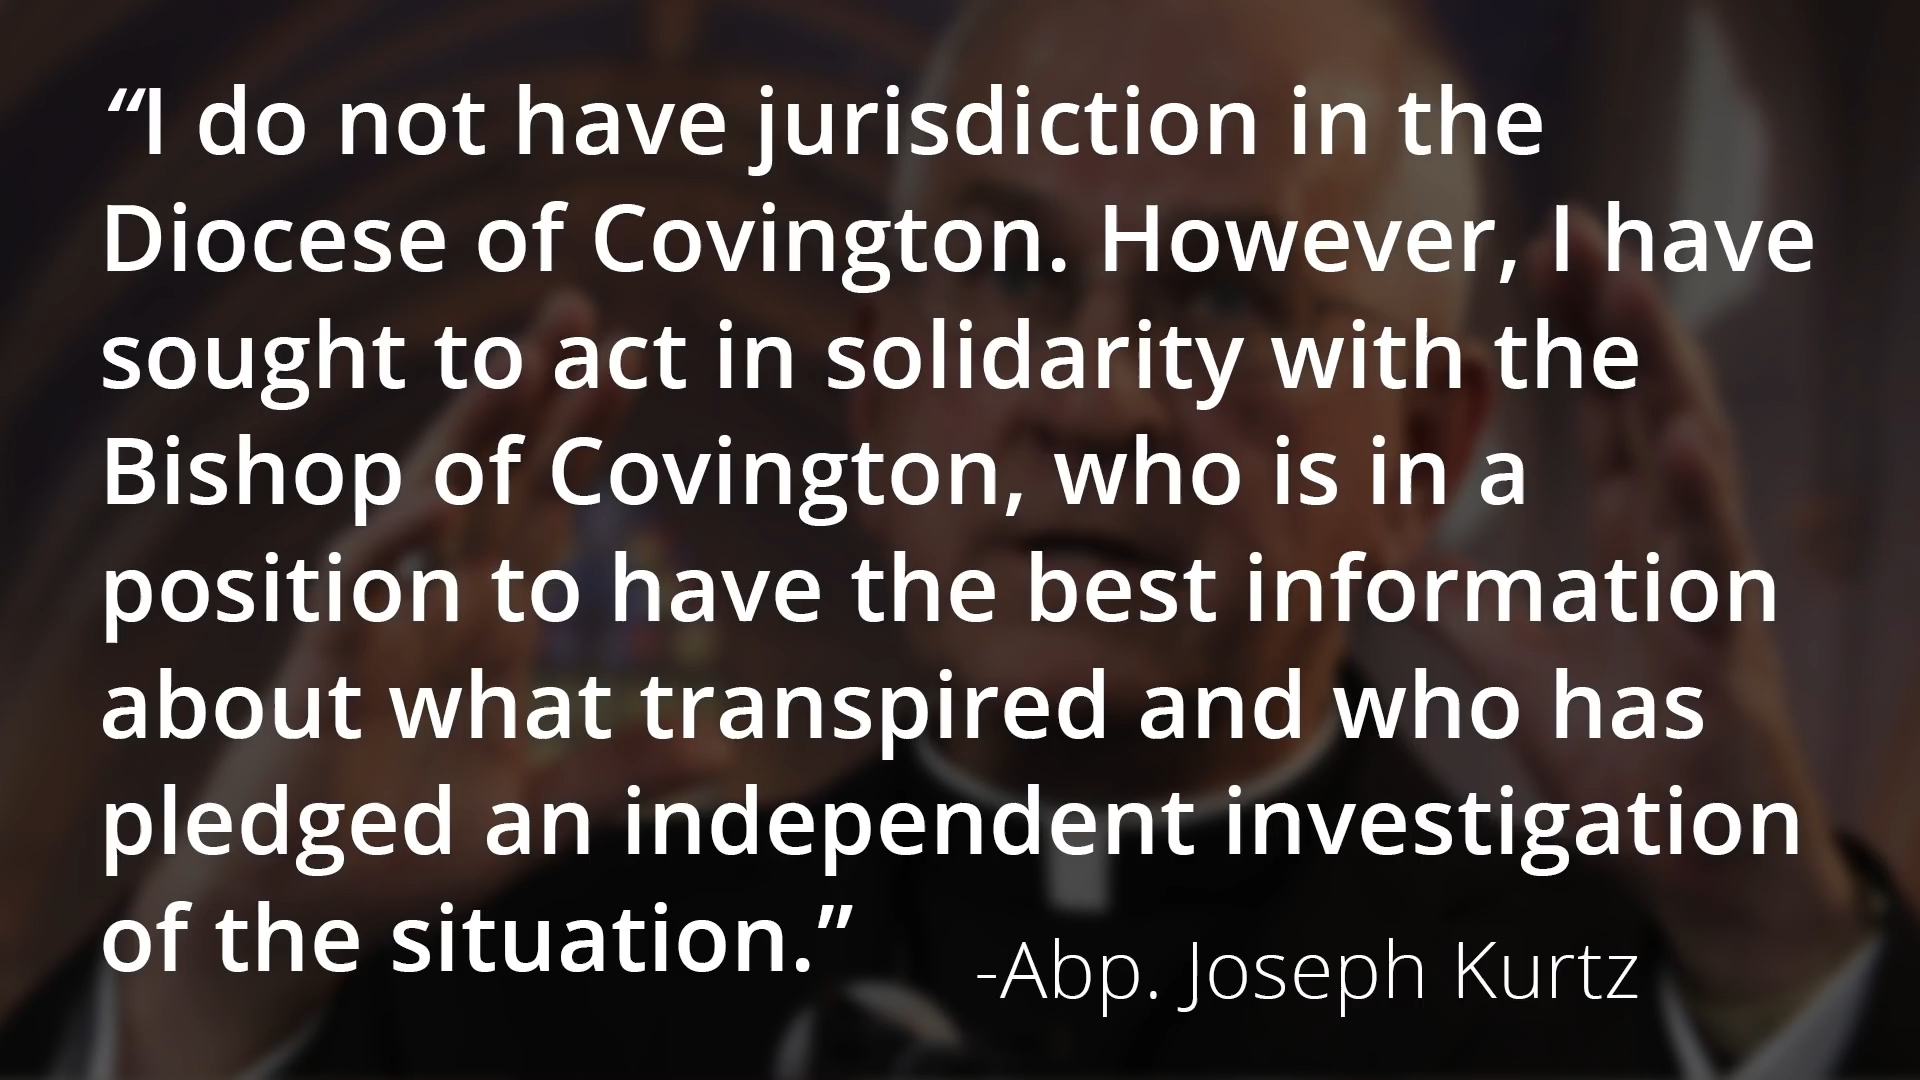 “I do not have jurisdiction in the
Diocese of Covington. However, I have
sought to act in solidarity with the
Bishop of Covington, who is in a
position to have the best information
about what transpired and who has
pledged an independent investigation
of the situation.”
-Abp. Joseph Kurtz